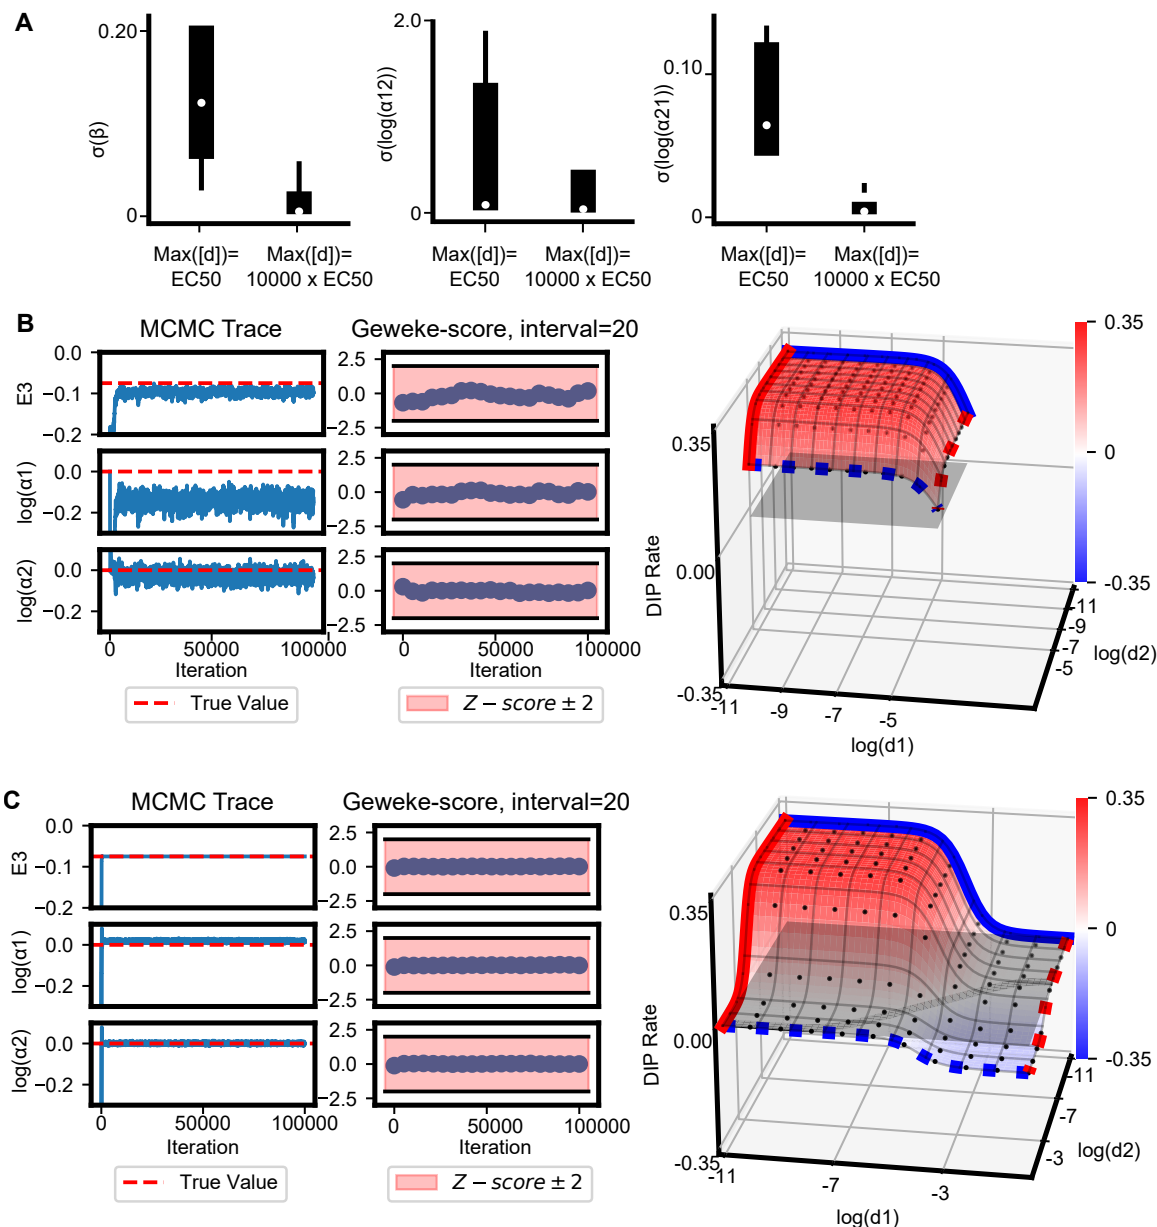 A
0.20
0
σ(β)
Max([d])=
EC50
Max([d])=
10000 x EC50
2.0
0
σ(log(α12))
Max([d])=
EC50
Max([d])=
10000 x EC50
0.10
0
σ(log(α21))
Max([d])=
EC50
Max([d])=
10000 x EC50
B
MCMC Trace
Geweke-score, interval=20
0.0
−0.1
−0.2
E3
2.5
0.0
−2.5
0.0
−0.2
log(α1)
2.5
0.0
−2.5
0.0
−0.2
log(α2)
2.5
0.0
−2.5
0
50000
100000
Iteration
0
50000
100000
Iteration
True Value
Z − score ± 2
0.35
0.00
-0.35
DIP Rate
-11
-9
-7
-5
log(d1)
-11
-9
-7
-5
log(d2)
0.35
0
-0.35
C
MCMC Trace
Geweke-score, interval=20
0.0
−0.1
−0.2
E3
2.5
0.0
−2.5
0.0
−0.2
log(α1)
2.5
0.0
−2.5
0.0
−0.2
log(α2)
2.5
0.0
−2.5
0
50000
100000
Iteration
0
50000
100000
Iteration
True Value
Z − score ± 2
0.35
0.00
-0.35
DIP Rate
-11
-7
-3
log(d1)
-11
-7
-3
log(d2)
0.35
0
-0.35